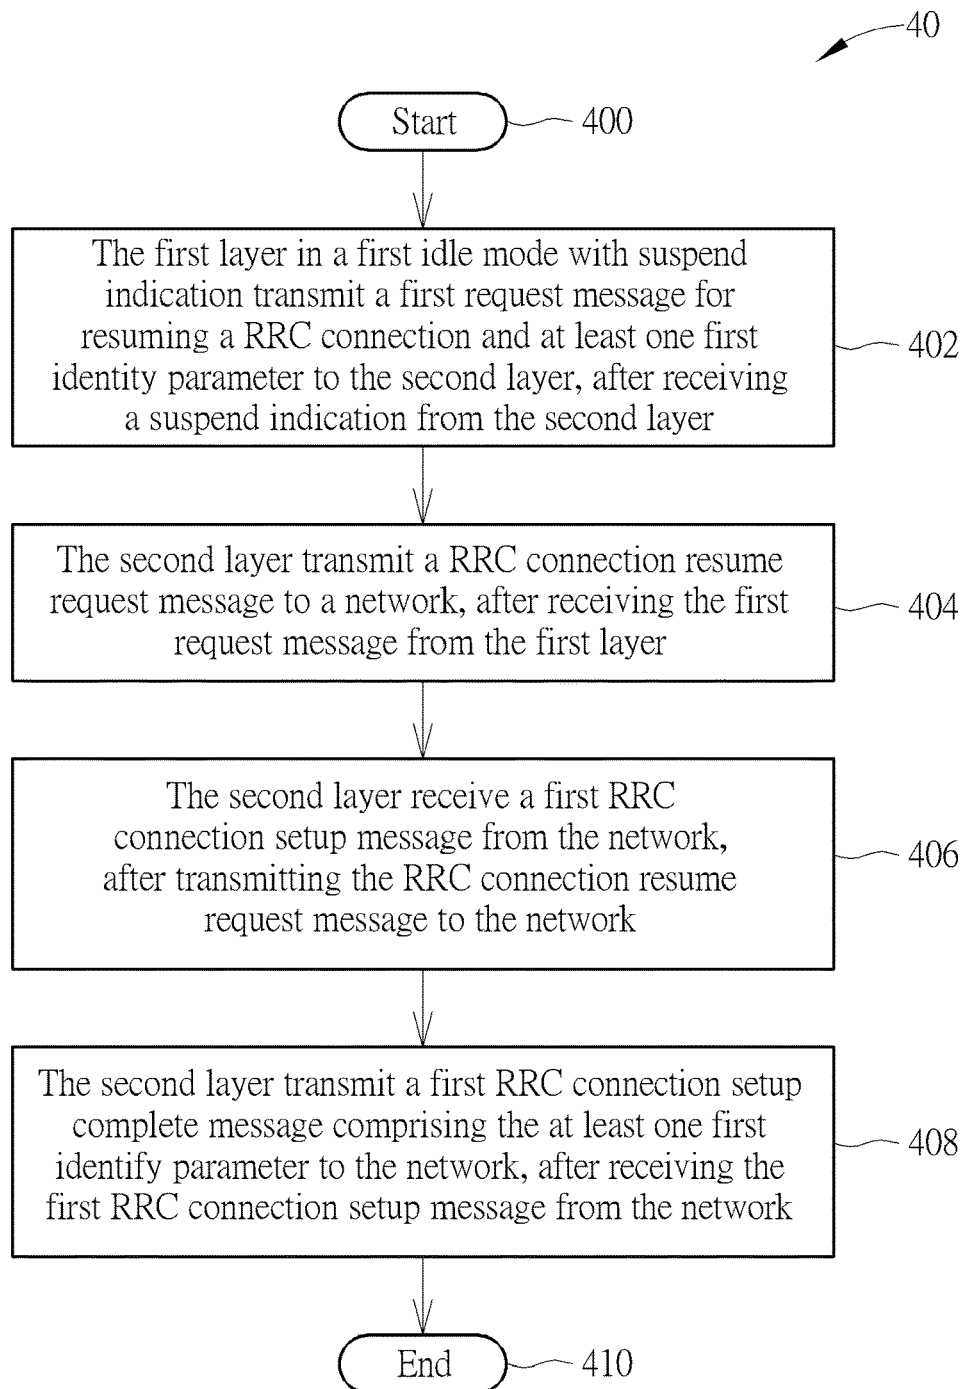 40
Start
400
The first layer in a first idle mode with suspend
indication transmit a first request message for
resuming a RRC connection and at least one first
identity parameter to the second layer, after receiving
a suspend indication from the second layer
402
The second layer transmit a RRC connection resume
request message to a network, after receiving the first
request message from the first layer
404
The second layer receive a first RRC
connection setup message from the network,
after transmitting the RRC connection resume
request message to the network
406
The second layer transmit a first RRC connection setup
complete message comprising the at least one first
identify parameter to the network, after receiving the
first RRC connection setup message from the network
408
End
410